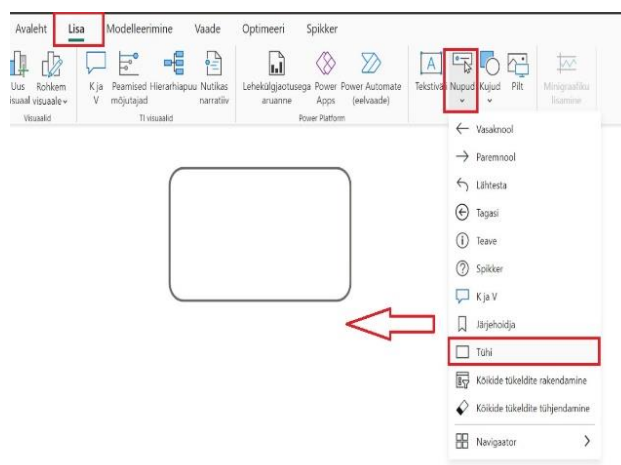 Avaleht Lisa Modelleerimine Vaade Optimeeri Spikker
Uus Rohkem K ja Peamised Hierarhiapuu Nutikas Leheküljaotusega Power Power Automate Tekstiväli Nupud Kujud Pilt Minigraafiku
visuaal visuaale V mõjutajad narratiiv aruanne Apps (eelvaade) lisamine
Visuaalid TI visuaalid Power Platform
Vasaknool
Paremnool
Lähtesta
Tagasi
Teave
Spikker
K ja V
Järjehoidja
Tühi
Kõikide tükeldite rakendamine
Kõikide tükeldite tühjendamine
Navigaator